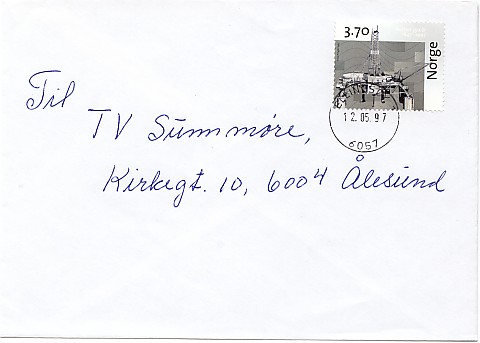 3.70
Norge
12.05.97
6057
Til
TV Sunnmøre,
Kirkegt. 10, 6004 Ålesund